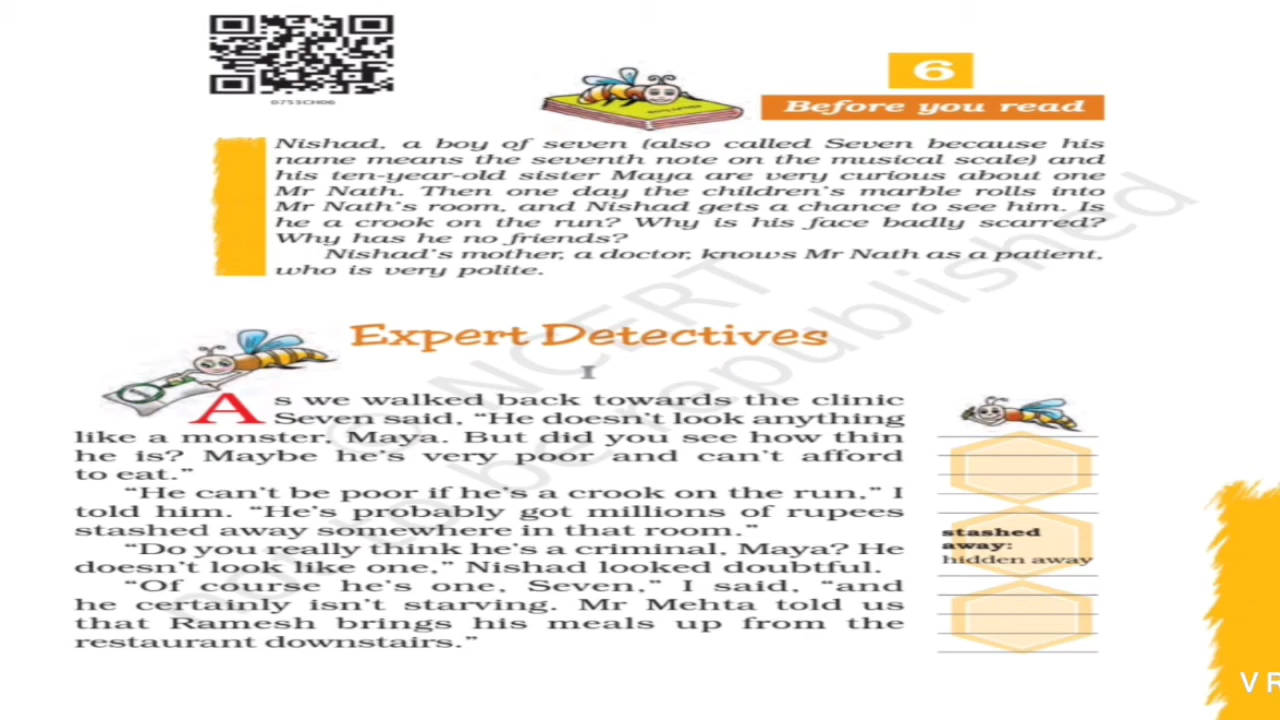 0753CH06
6
Before you read
Nishad, a boy of seven (also called Seven because his
name means the seventh note on the musical scale) and
his ten-year-old sister Maya are very curious about one
Mr Nath. Then one day the children's marble rolls into
Mr Nath's room, and Nishad gets a chance to see him. Is
he a crook on the run? Why is his face badly scarred?
Why has he no friends?
Nishad's mother, a doctor, knows Mr Nath as a patient,
who is very polite.
Expert Detectives
I
As we walked back towards the clinic
Seven said, “He doesn't look anything
like a monster, Maya. But did you see how thin
he is? Maybe he's very poor and can't afford
to eat.”
“He can't be poor if he's a crook on the run,” I
told him. “He's probably got millions of rupees
stashed away somewhere in that room.”
“Do you really think he's a criminal, Maya? He
doesn't look like one,” Nishad looked doubtful.
“Of course he's one, Seven,” I said, “and
he certainly isn't starving. Mr Mehta told us
that Ramesh brings his meals up from the
restaurant downstairs.”
stashed
away:
hidden away
© NCERT
not to be republished
VR